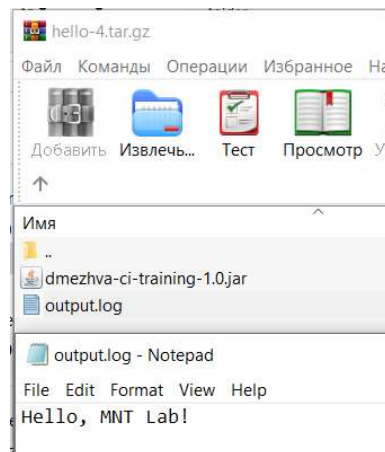 hello-4.tar.gz
Файл Команды Операции Избранное
Добавить Извлечь... Тест Просмотр
Имя
..
dmezhva-ci-training-1.0.jar
output.log
output.log - Notepad
File Edit Format View Help
Hello, MNT Lab!